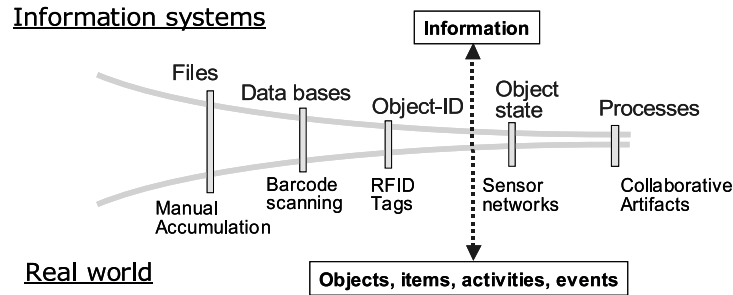 Information systems
Information
Files
Data bases
Object-ID
Object
state
Processes
Manual
Accumulation
Barcode
scanning
RFID
Tags
Sensor
networks
Collaborative
Artifacts
Real world
Objects, items, activities, events